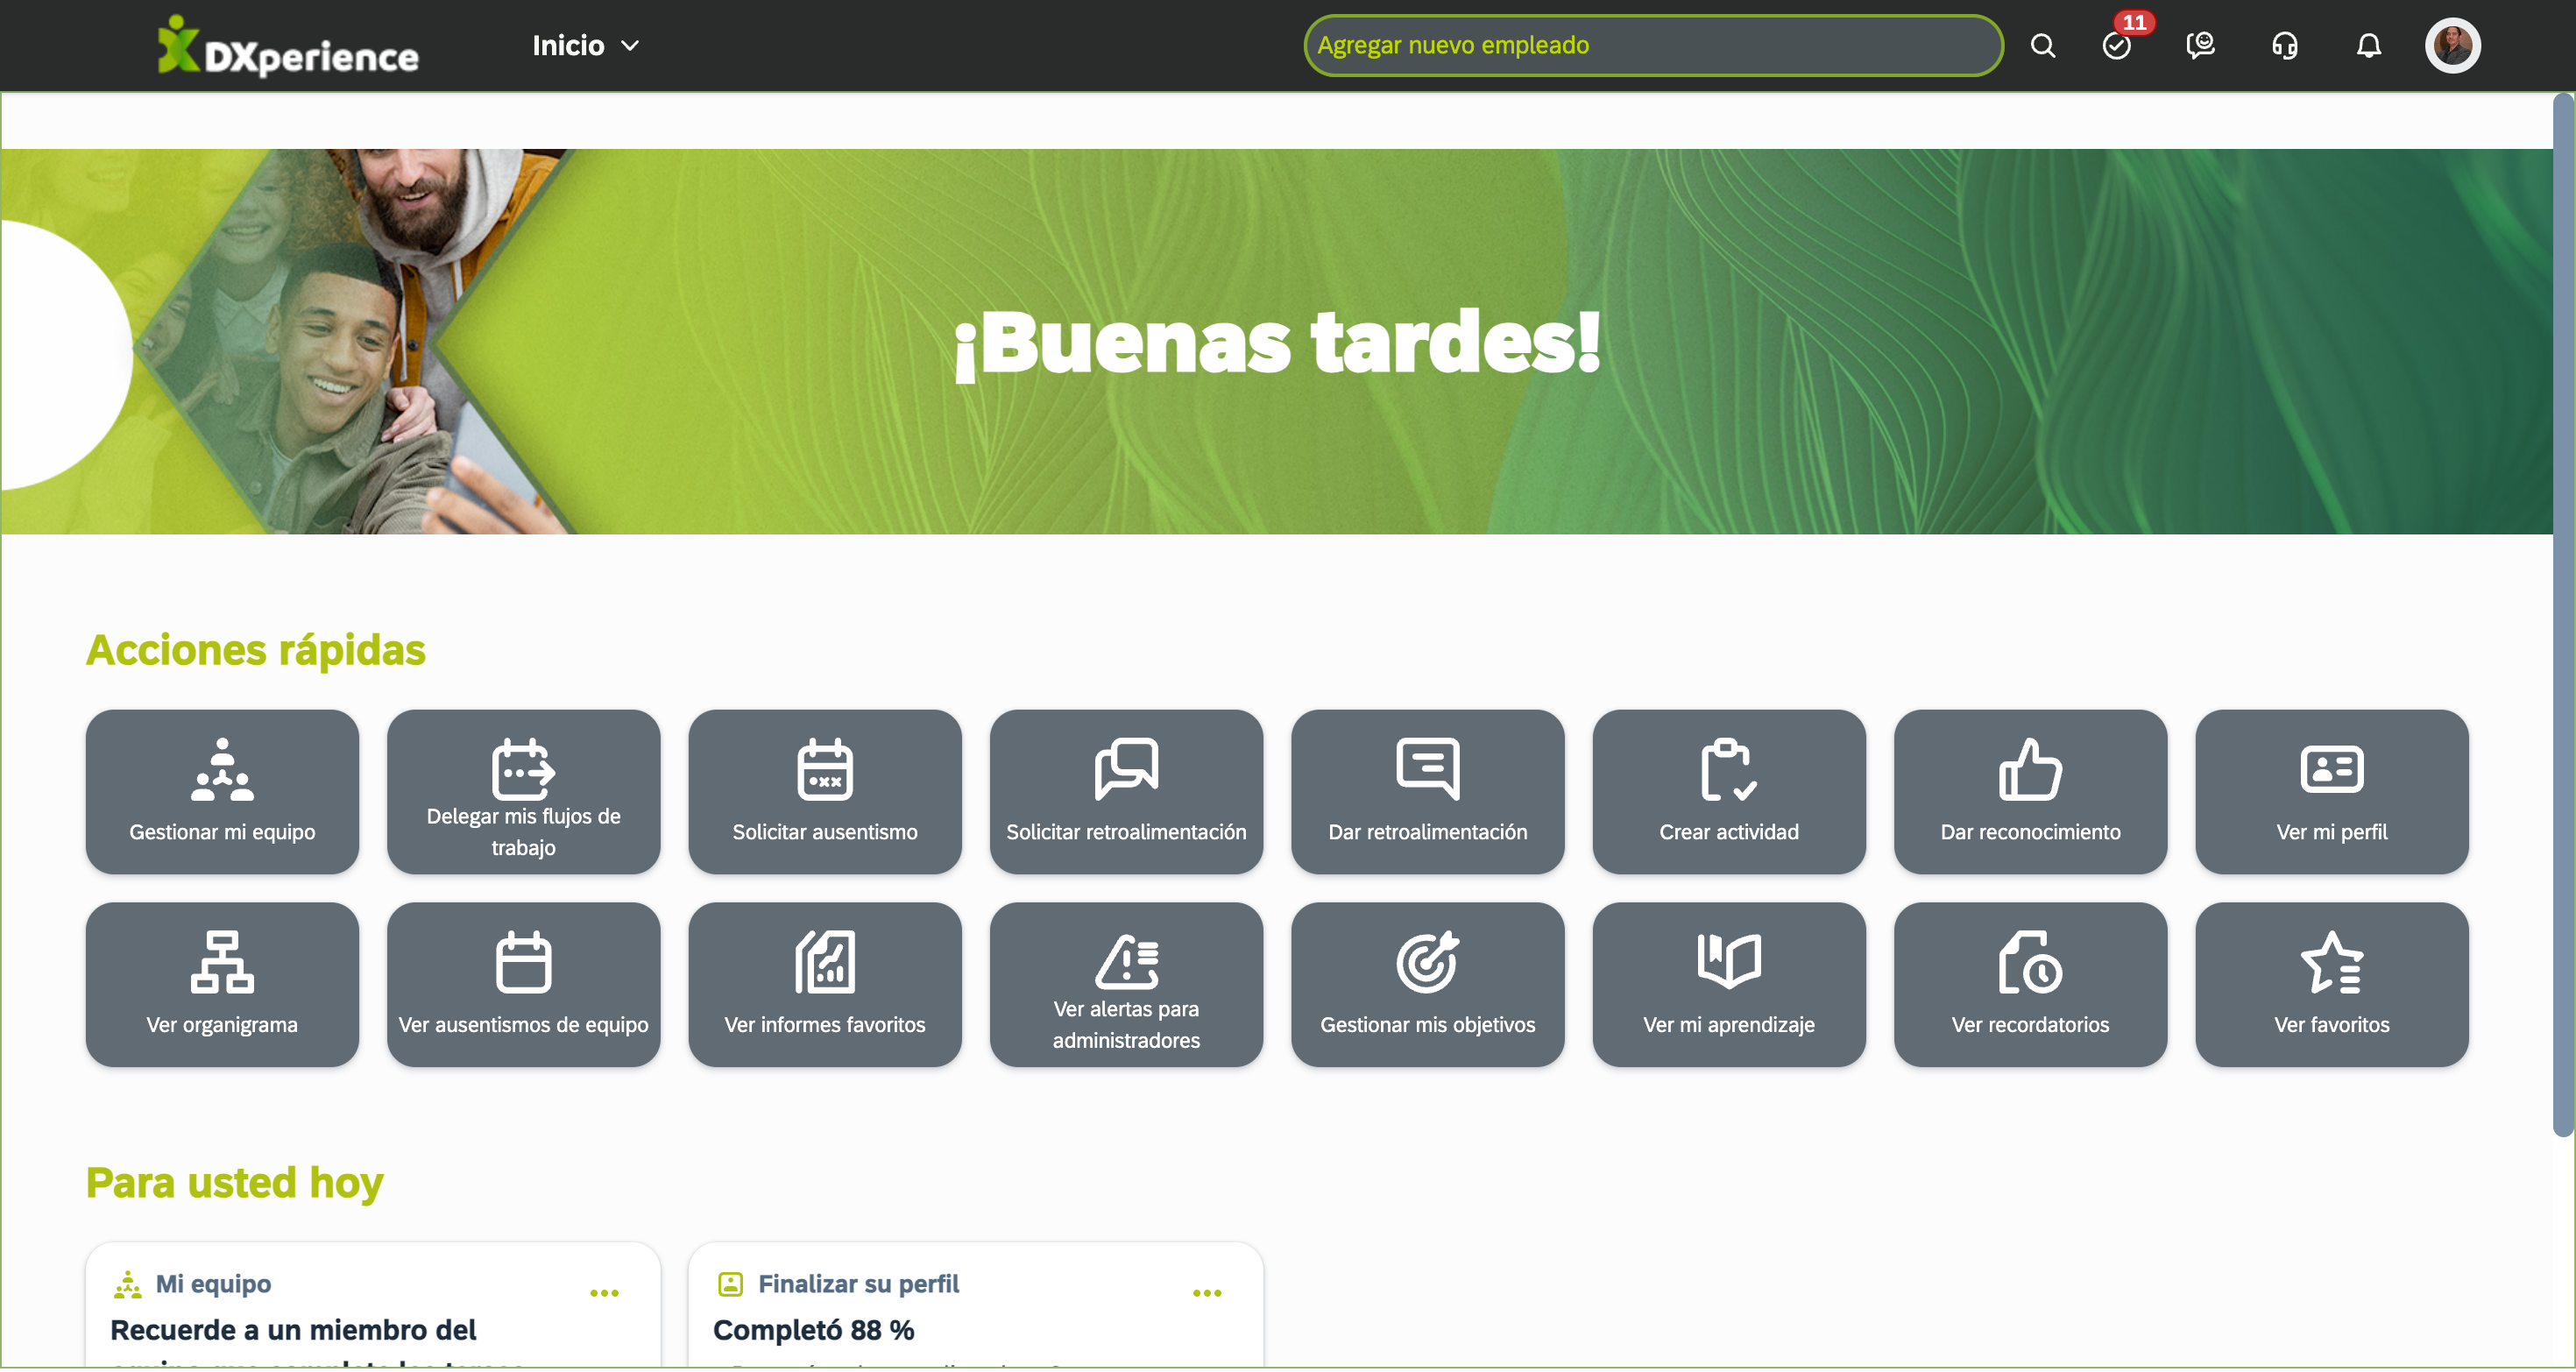 DXperience
Inicio
Agregar nuevo empleado
11
¡Buenas tardes!
Acciones rápidas
Gestionar mi equipo
Delegar mis flujos de
trabajo
Solicitar ausentismo
Solicitar retroalimentación
Dar retroalimentación
Crear actividad
Dar reconocimiento
Ver mi perfil
Ver organigrama
Ver ausentismos de equipo
Ver informes favoritos
Ver alertas para
administradores
Gestionar mis objetivos
Ver mi aprendizaje
Ver recordatorios
Ver favoritos
Para usted hoy
Mi equipo
Recuerde a un miembro del
Finalizar su perfil
Completó 88 %